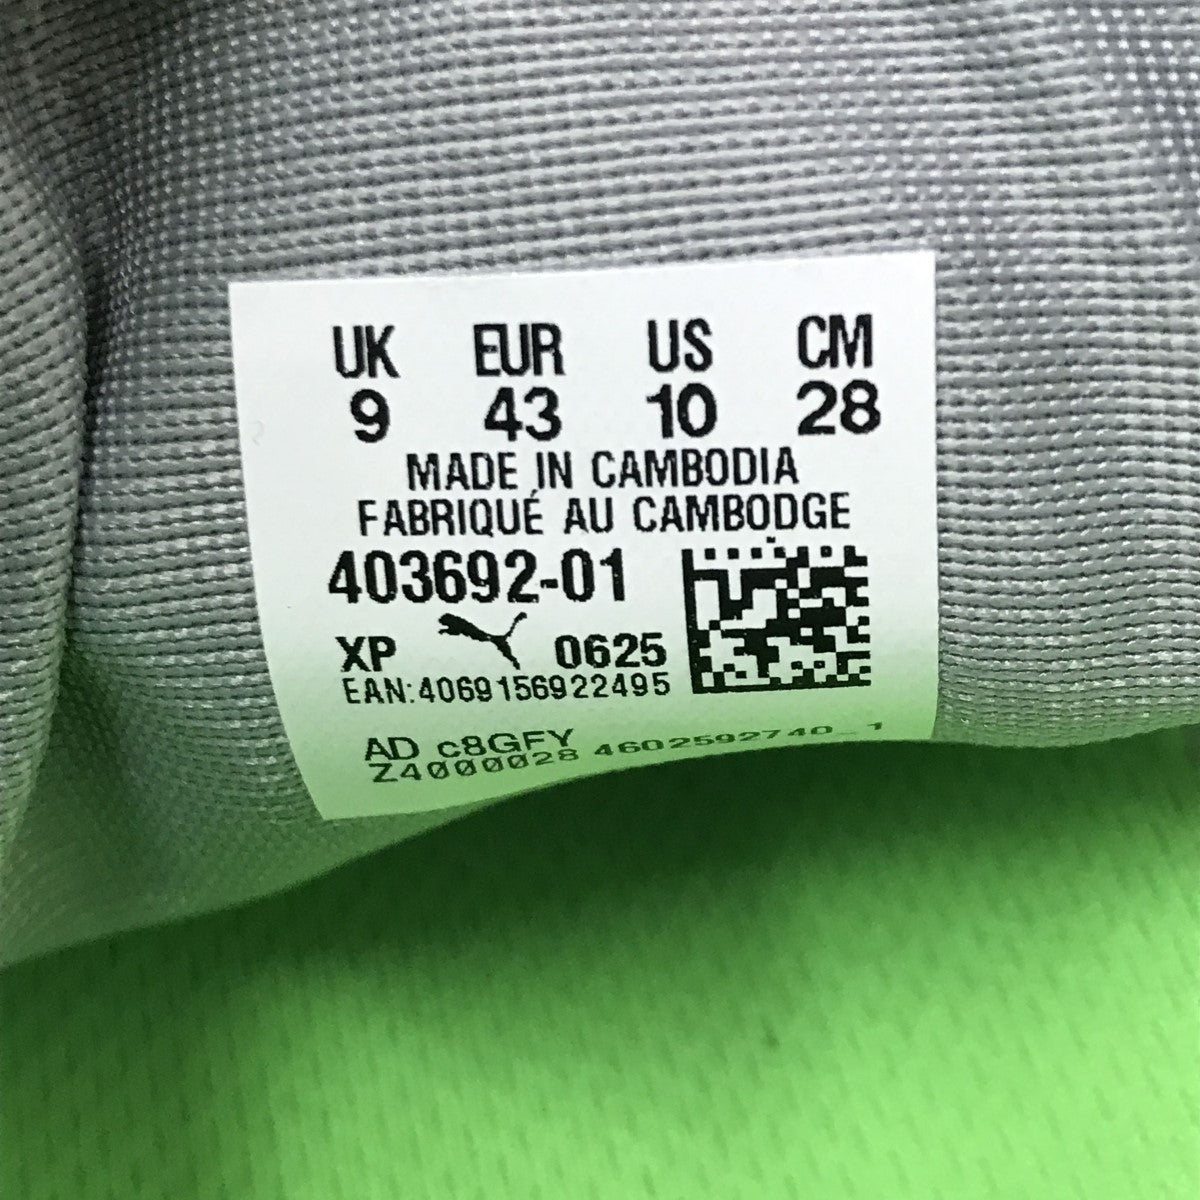 UK EUR US CM
9 43 10 28
MADE IN CAMBODIA
FABRIQUÉ AU CAMBODGE
403692-01
XP 0625
EAN:4069156922495
AD c8GFY
Z4000028 4602592740_1